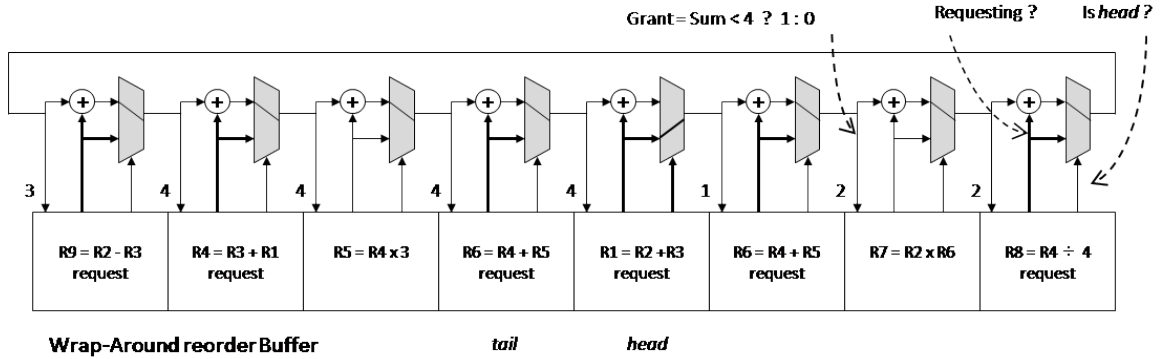 Grant = Sum < 4 ? 1 : 0
Requesting ?
Is head ?
+ + + + + + + +
3 4 4 4 4 1 2 2
R9 = R2 - R3
request
R4 = R3 + R1
request
R5 = R4 x 3
R6 = R4 + R5
request
R1 = R2 +R3
request
R6 = R4 + R5
request
R7 = R2 x R6
R8 = R4 ÷ 4
request
Wrap-Around reorder Buffer
tail
head